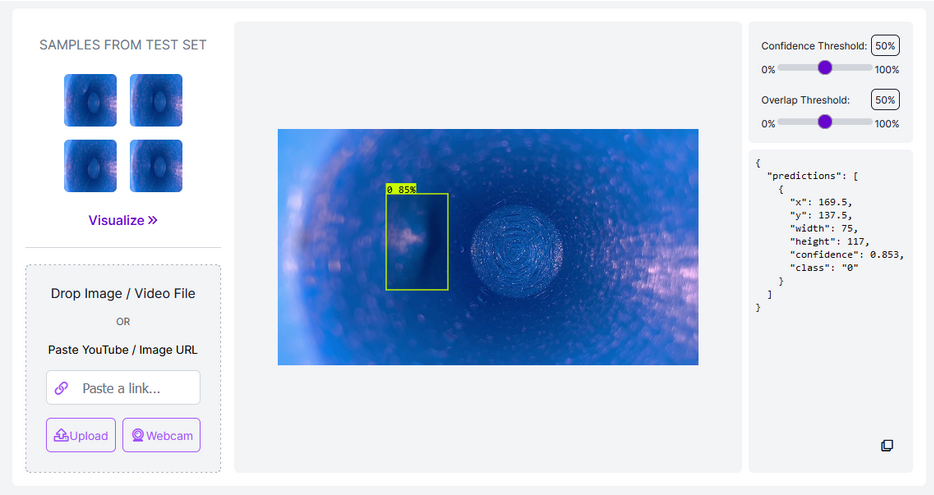 SAMPLES FROM TEST SET
Visualize »
Drop Image / Video File
OR
Paste YouTube / Image URL
Paste a link...
Upload
Webcam
0 85%
Confidence Threshold: 50%
0% 100%
Overlap Threshold: 50%
0% 100%
{
"predictions": [
{
"x": 169.5,
"y": 137.5,
"width": 75,
"height": 117,
"confidence": 0.853,
"class": "0"
}
]
}